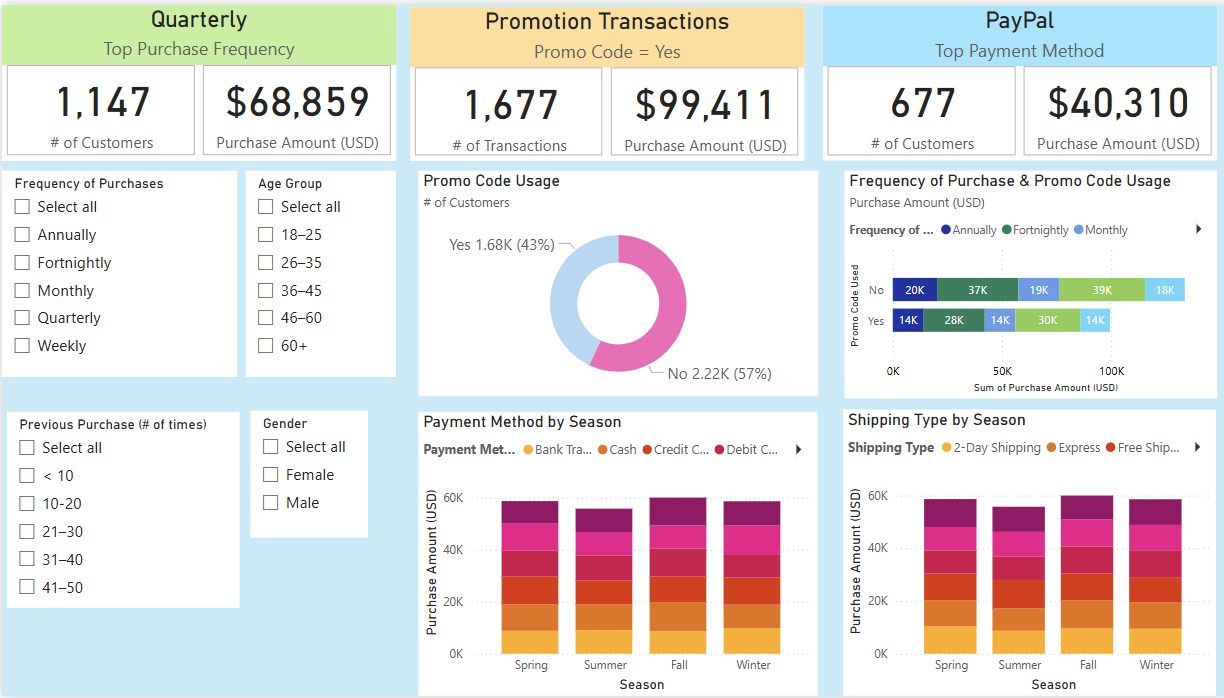 Quarterly
Top Purchase Frequency
1,147
# of Customers
$68,859
Purchase Amount (USD)
Promotion Transactions
Promo Code = Yes
1,677
# of Transactions
$99,411
Purchase Amount (USD)
PayPal
Top Payment Method
677
# of Customers
$40,310
Purchase Amount (USD)
Frequency of Purchases
Select all
Annually
Fortnightly
Monthly
Quarterly
Weekly
Age Group
Select all
18–25
26–35
36–45
46–60
60+
Previous Purchase (# of times)
Select all
< 10
10–20
21–30
31–40
41–50
Gender
Select all
Female
Male
Promo Code Usage
# of Customers
Yes 1.68K (43%)
No 2.22K (57%)
Frequency of Purchase & Promo Code Usage
Purchase Amount (USD)
Frequency of ... Annually Fortnightly Monthly
Promo Code Used
No 20K 37K 19K 39K 18K
Yes 14K 28K 14K 30K 14K
0K 50K 100K
Sum of Purchase Amount (USD)
Payment Method by Season
Payment Met... Bank Tra... Cash Credit C... Debit C...
Purchase Amount (USD)
60K
40K
20K
0K
Spring Summer Fall Winter
Season
Shipping Type by Season
Shipping Type 2-Day Shipping Express Free Ship...
Purchase Amount (USD)
60K
40K
20K
0K
Spring Summer Fall Winter
Season